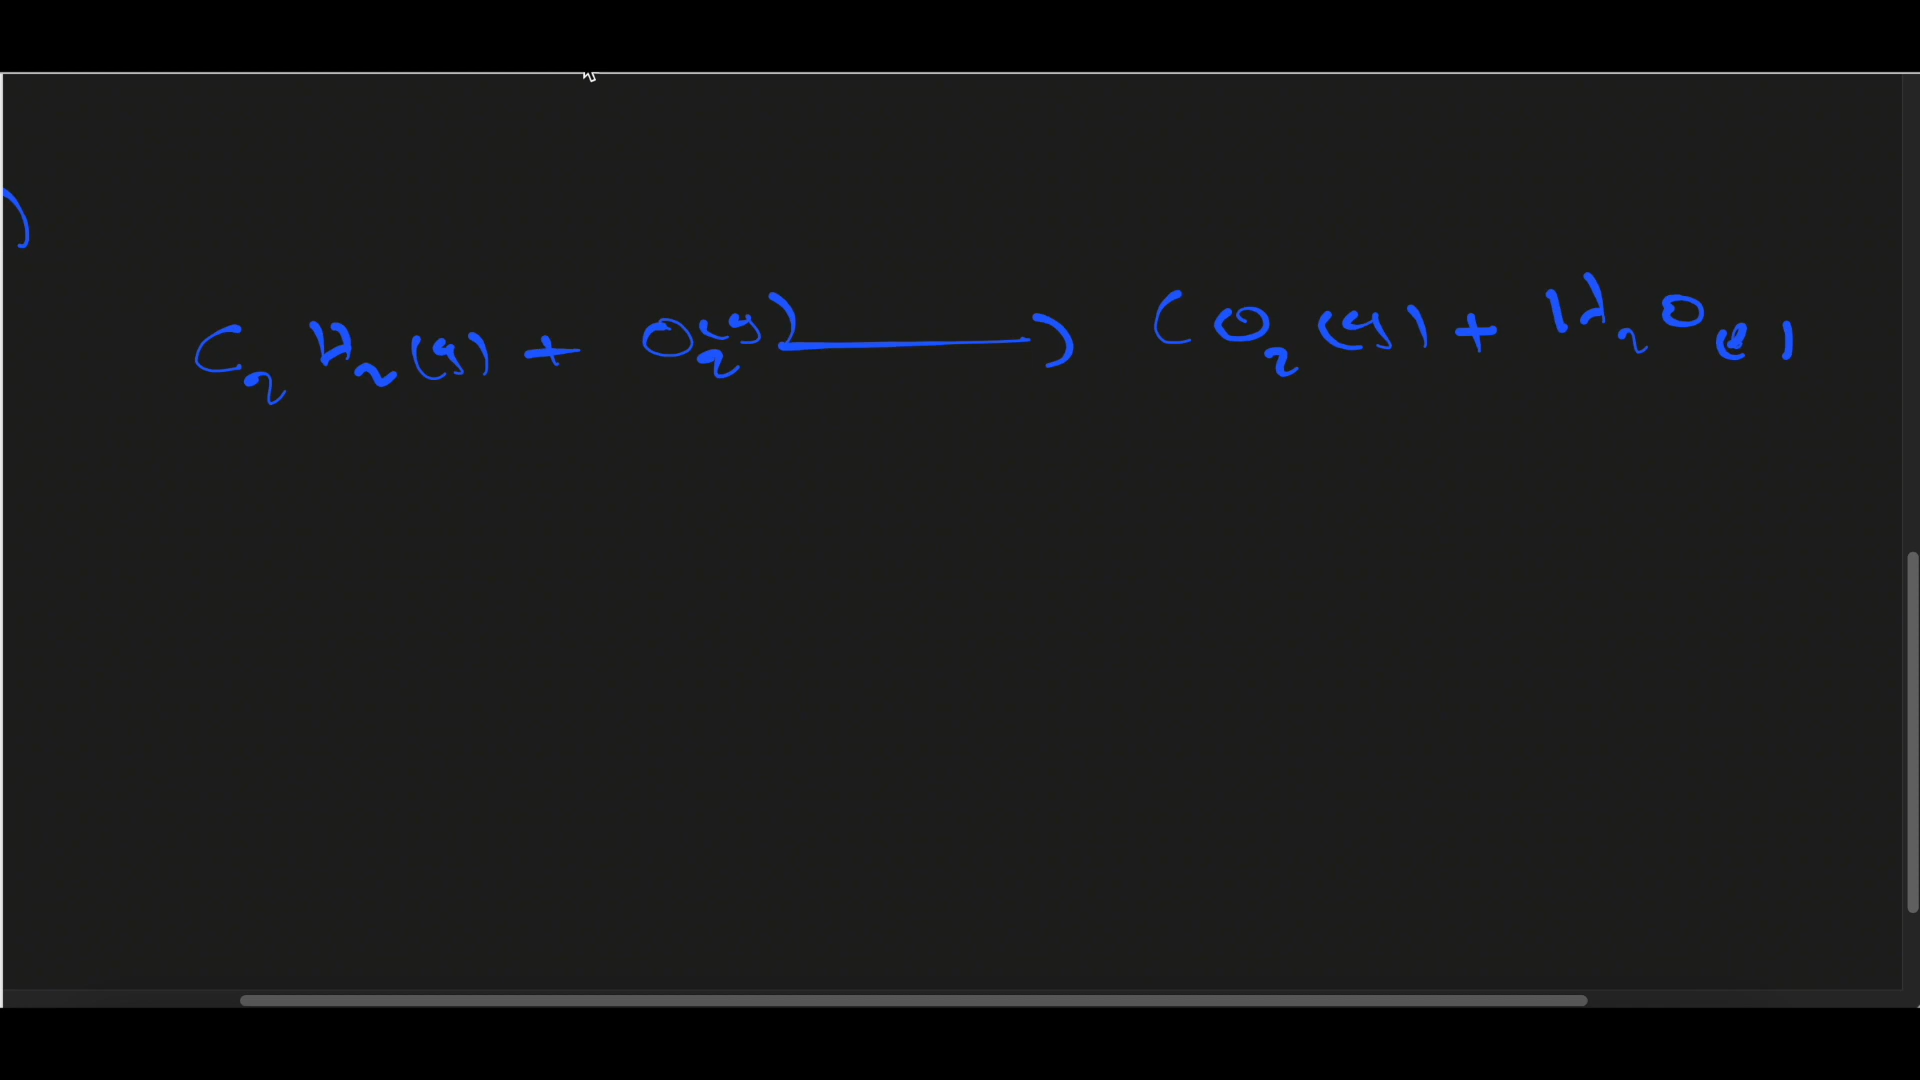 C₂H₂(g) + O₂(g) ⟶ CO₂(g) + H₂O(l)